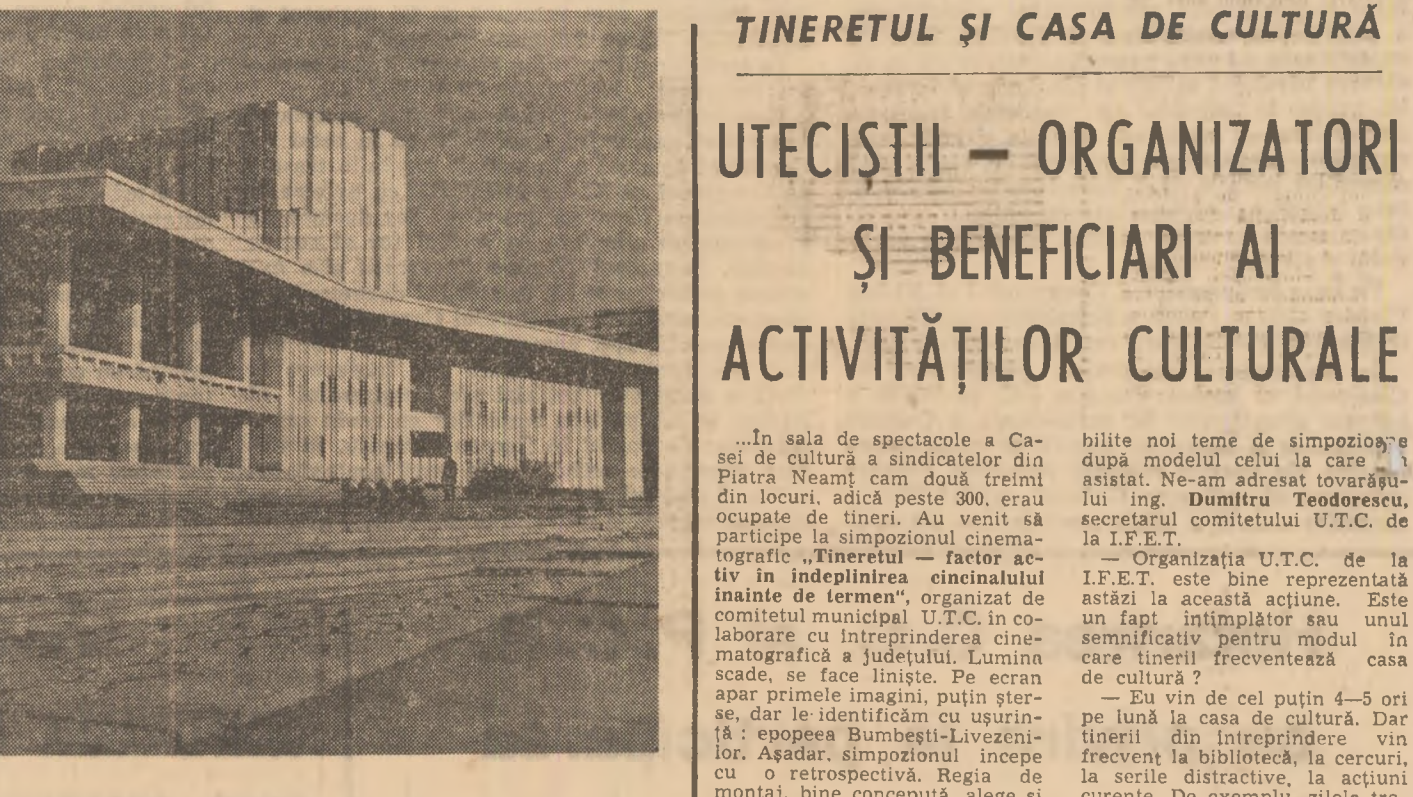 TINERETUL ŞI CASA DE CULTURĂ
UTECIŞTII – ORGANIZATORI
ŞI BENEFICIARI AI
ACTIVITĂŢILOR CULTURALE
...În sala de spectacole a Ca-
sei de cultură a sindicatelor din
Piatra Neamţ cam două treimi
din locuri, adică peste 300, erau
ocupate de tineri. Au venit să
participe la simpozionul cinema-
tografic „Tineretul — factor ac-
tiv în îndeplinirea cincinalului
înainte de termen“, organizat de
comitetul municipal U.T.C. în co-
laborare cu întreprinderea cine-
matografică a judeţului. Lumina
scade, se face linişte. Pe ecran
apar primele imagini, puţin şter-
se, dar le identificăm cu uşurin-
ţă : epopeea Bumbeşti-Livezeni-
lor. Aşadar, simpozionul începe
cu o retrospectivă. Regia de
montaj, bine concepută, alege şi
bilite noi teme de simpozioane
după modelul celui la care
asistat. Ne-am adresat tovarăşu-
lui ing. Dumitru Teodorescu,
secretarul comitetului U.T.C. de
la I.F.E.T.
— Organizaţia U.T.C. de la
I.F.E.T. este bine reprezentată
astăzi la această acţiune. Este
un fapt întîmplător sau unul
semnificativ pentru modul în
care tinerii frecventează casa
de cultură ?
— Eu vin de cel puţin 4—5 ori
pe lună la casa de cultură. Dar
tinerii din întreprindere vin
frecvent la bibliotecă, la cercuri,
la serile distractive, la acţiuni
curente. De exemplu, zilele tre-